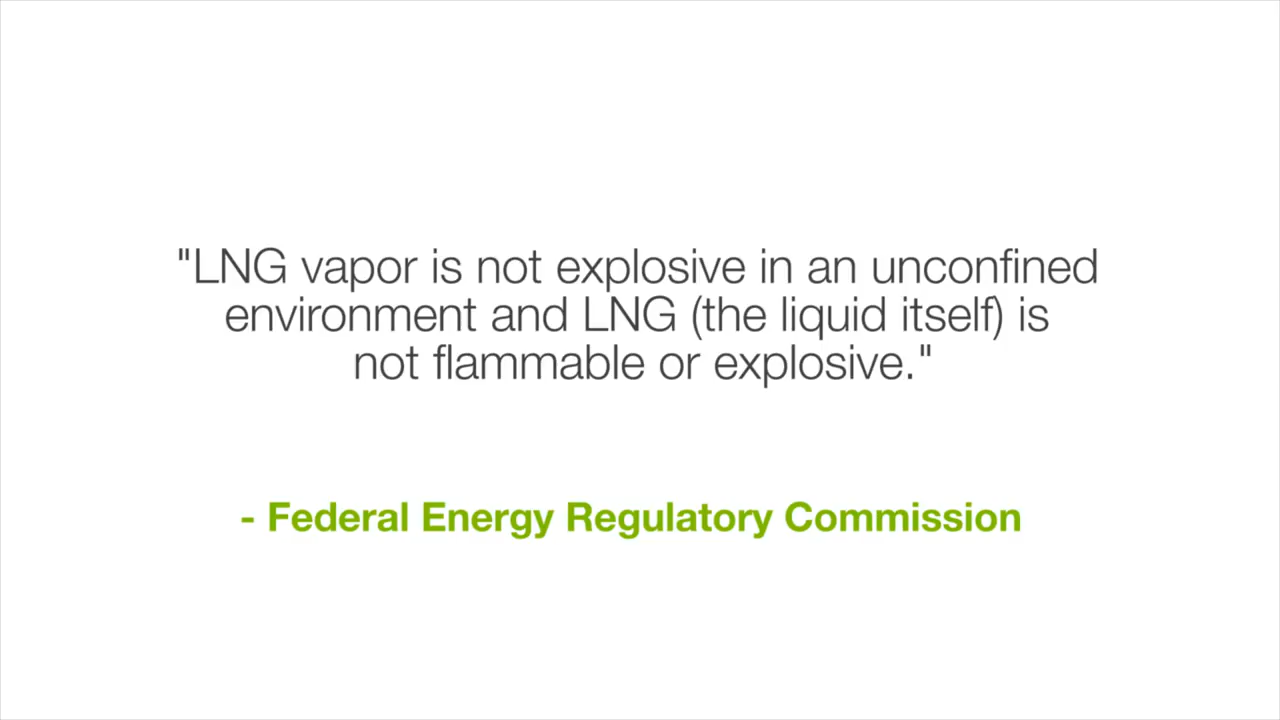 "LNG vapor is not explosive in an unconfined
environment and LNG (the liquid itself) is
not flammable or explosive."
- Federal Energy Regulatory Commission